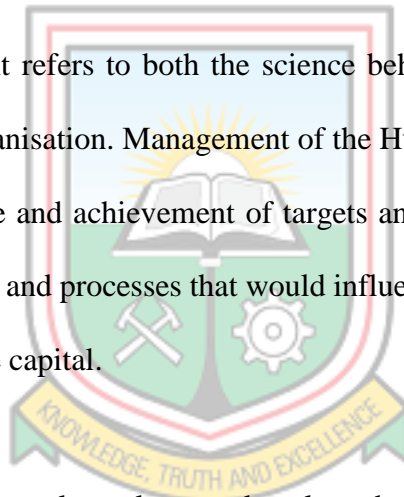 t refers to both the science beh
anisation. Management of the H
e and achievement of targets an
and processes that would influe
e capital.
KNOWLEDGE, TRUTH AND EXCELLENCE